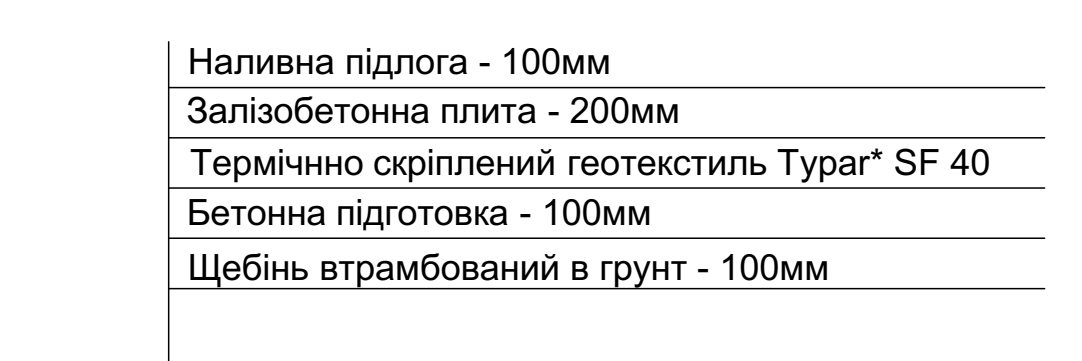 Наливна підлога - 100мм
Залізобетонна плита - 200мм
Термічнно скріплений геотекстиль Typar* SF 40
Бетонна підготовка - 100мм
Щебінь втрамбований в грунт - 100мм